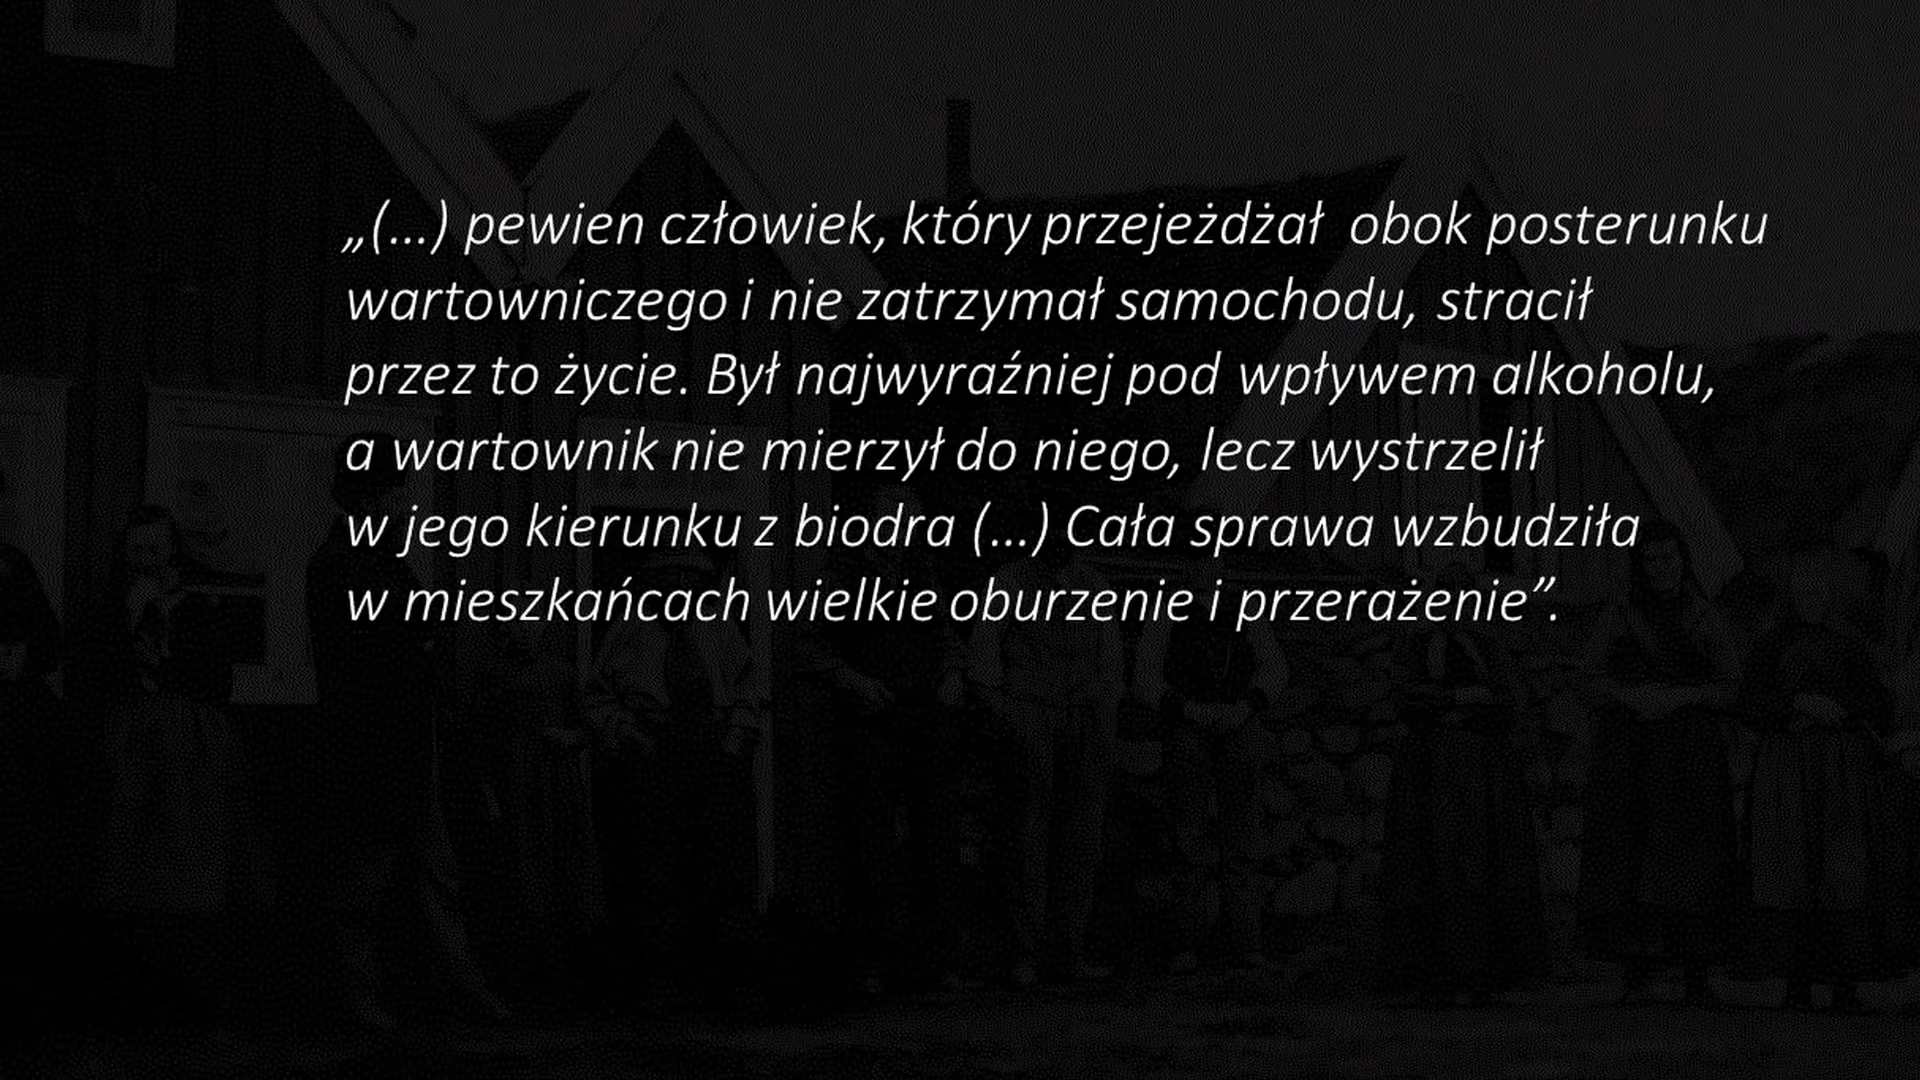 „(…) pewien człowiek, który przejeżdżał  obok posterunku
wartowniczego i nie zatrzymał samochodu, stracił
przez to życie. Był najwyraźniej pod wpływem alkoholu,
a wartownik nie mierzył do niego, lecz wystrzelił
w jego kierunku z biodra (…) Cała sprawa wzbudziła
w mieszkańcach wielkie oburzenie i przerażenie”.